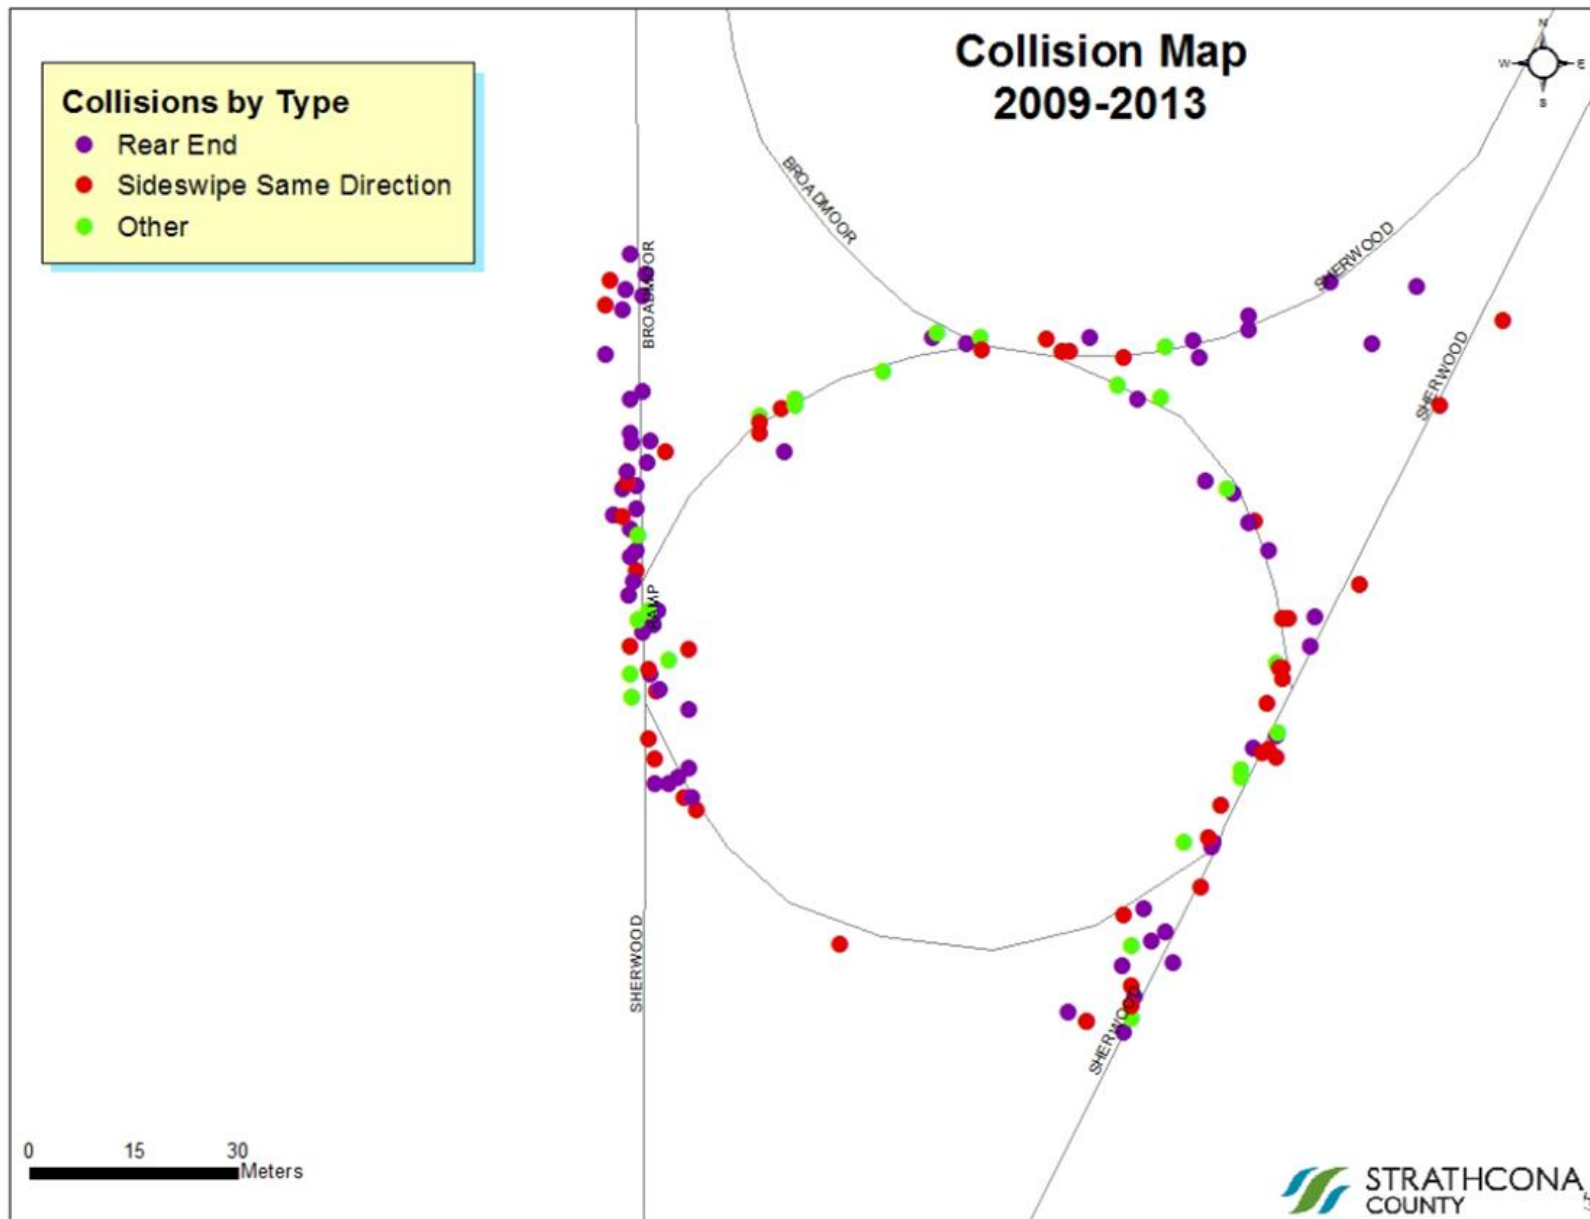 Collision Map
2009-2013
N
W
E
S
Collisions by Type
Rear End
Sideswipe Same Direction
Other
BROADMOOR
BROADMOOR
SHERWOOD
SHERWOOD
RAMP
SHERWOOD
SHERWOOD
0 15 30
Meters
STRATHCONA
COUNTY